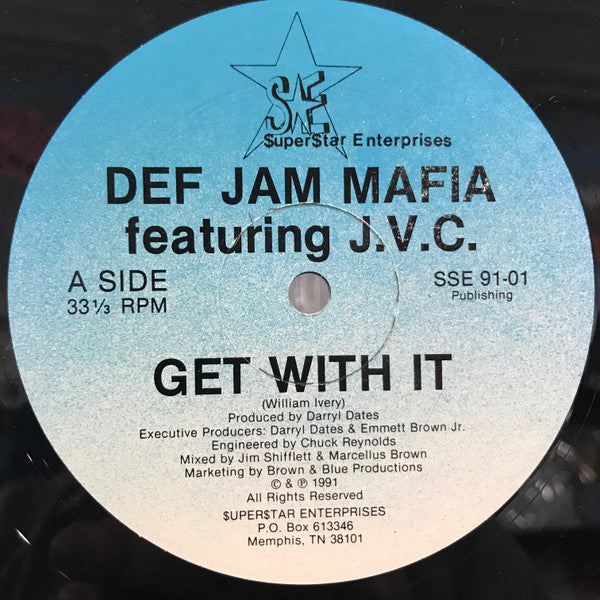 SE
$uper$tar Enterprises
DEF JAM MAFIA
featuring J.V.C.
A SIDE
33⅓ RPM
SSE 91-01
Publishing
GET WITH IT
(William Ivery)
Produced by Darryl Dates
Executive Producers: Darryl Dates & Emmett Brown Jr.
Engineered by Chuck Reynolds
Mixed by Jim Shifflett & Marcellus Brown
Marketing by Brown & Blue Productions
© & ℗ 1991
All Rights Reserved
$UPER$TAR ENTERPRISES
P.O. Box 613346
Memphis, TN 38101